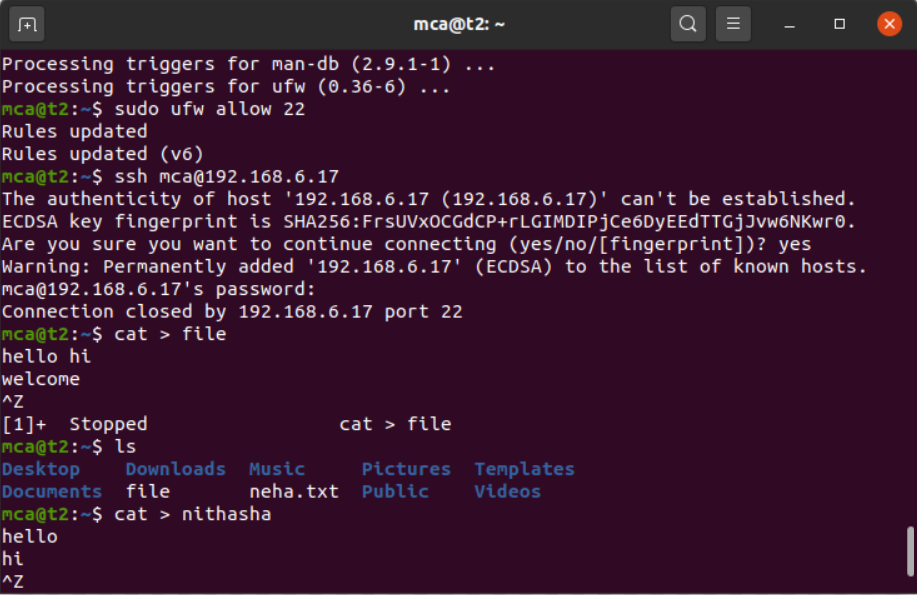 mca@t2: ~
Processing triggers for man-db (2.9.1-1) ...
Processing triggers for ufw (0.36-6) ...
mca@t2:~$ sudo ufw allow 22
Rules updated
Rules updated (v6)
mca@t2:~$ ssh mca@192.168.6.17
The authenticity of host '192.168.6.17 (192.168.6.17)' can't be established.
ECDSA key fingerprint is SHA256:FrsUVxOCGdCP+rLGIMDIPjCe6DyEEdTTGjJvw6NKwr0.
Are you sure you want to continue connecting (yes/no/[fingerprint])? yes
Warning: Permanently added '192.168.6.17' (ECDSA) to the list of known hosts.
mca@192.168.6.17's password:
Connection closed by 192.168.6.17 port 22
mca@t2:~$ cat > file
hello hi
welcome
^Z
[1]+  Stopped                 cat > file
mca@t2:~$ ls
Desktop    Downloads  Music     Pictures  Templates
Documents  file       neha.txt  Public    Videos
mca@t2:~$ cat > nithasha
hello
hi
^Z